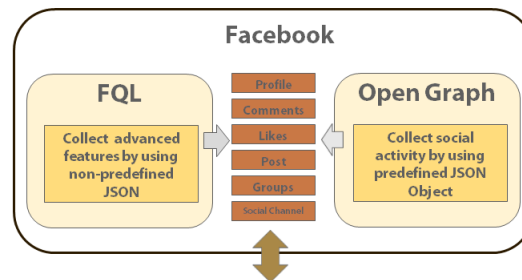 Facebook
FQL
Collect advanced
features by using
non-predefined
JSON
Profile
Comments
Likes
Post
Groups
Social Channel
Open Graph
Collect social
activity by using
predefined JSON
Object